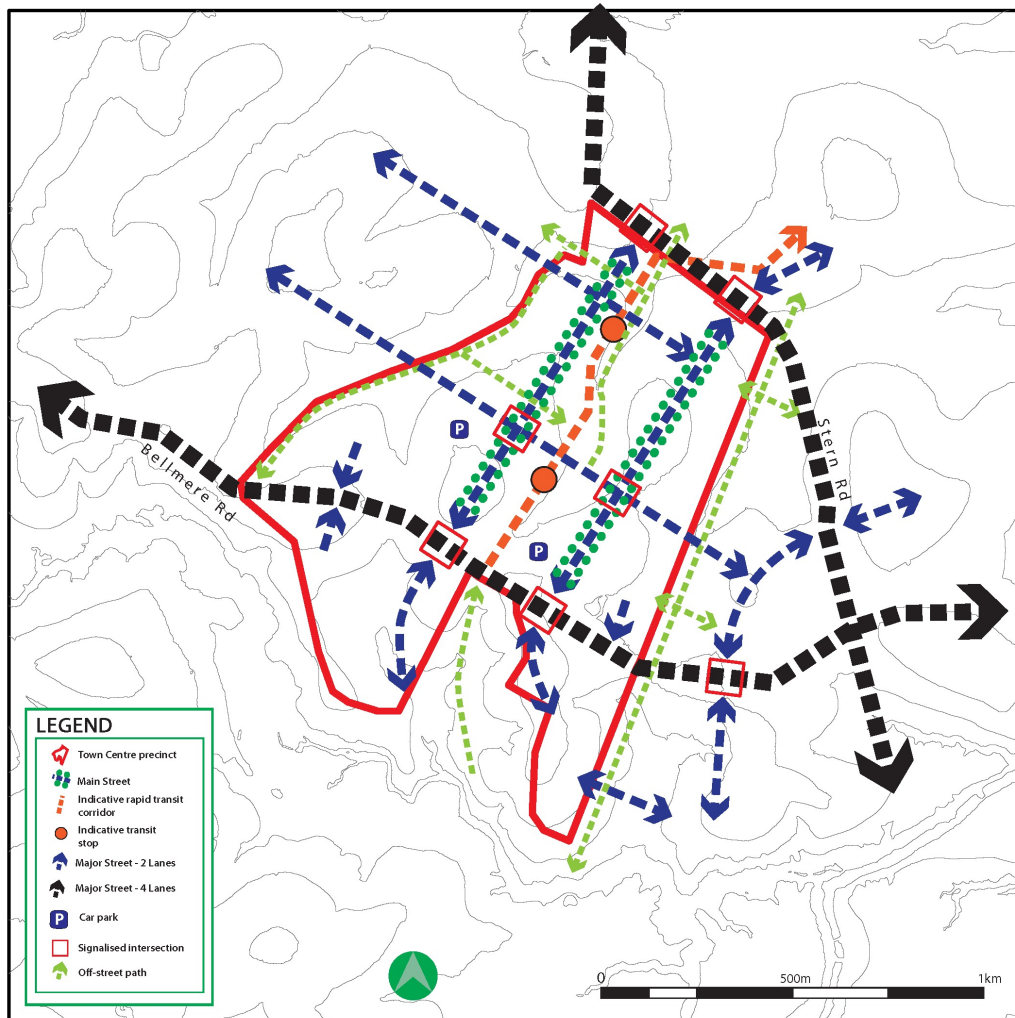 P
Bellmere Rd
Stern Rd
P
LEGEND
Town Centre precinct
Main Street
Indicative rapid transit
corridor
Indicative transit
stop
Major Street - 2 Lanes
Major Street - 4 Lanes
P
Car park
Signalised intersection
Off-street path
0
500m
1km